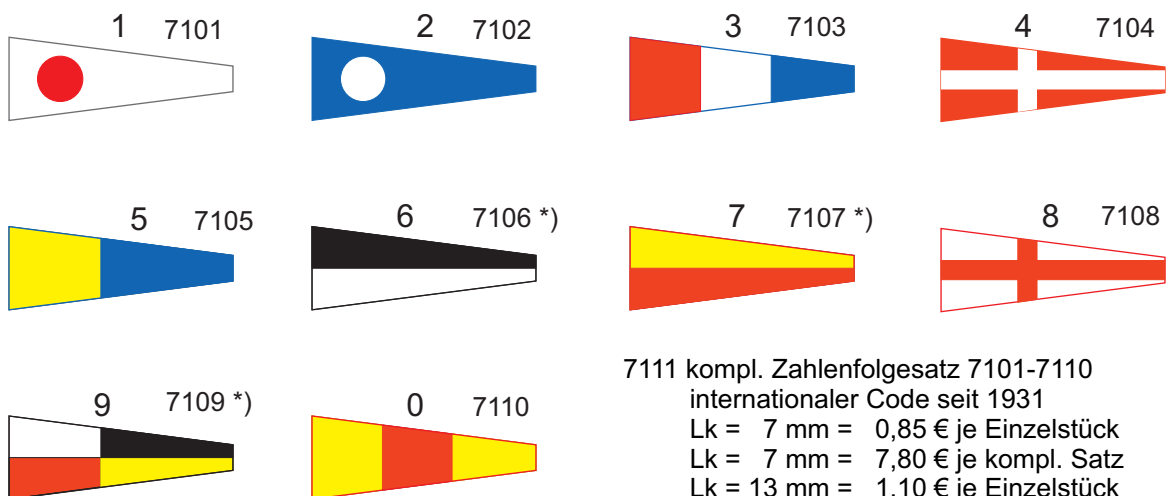 1 7101
2 7102
3 7103
4 7104
5 7105
6 7106 *)
7 7107 *)
8 7108
9 7109 *)
0 7110
7111 kompl. Zahlenfolgesatz 7101-7110
internationaler Code seit 1931
Lk = 7 mm = 0,85 € je Einzelstück
Lk = 7 mm = 7,80 € je kompl. Satz
Lk = 13 mm = 1,10 € je Einzelstück